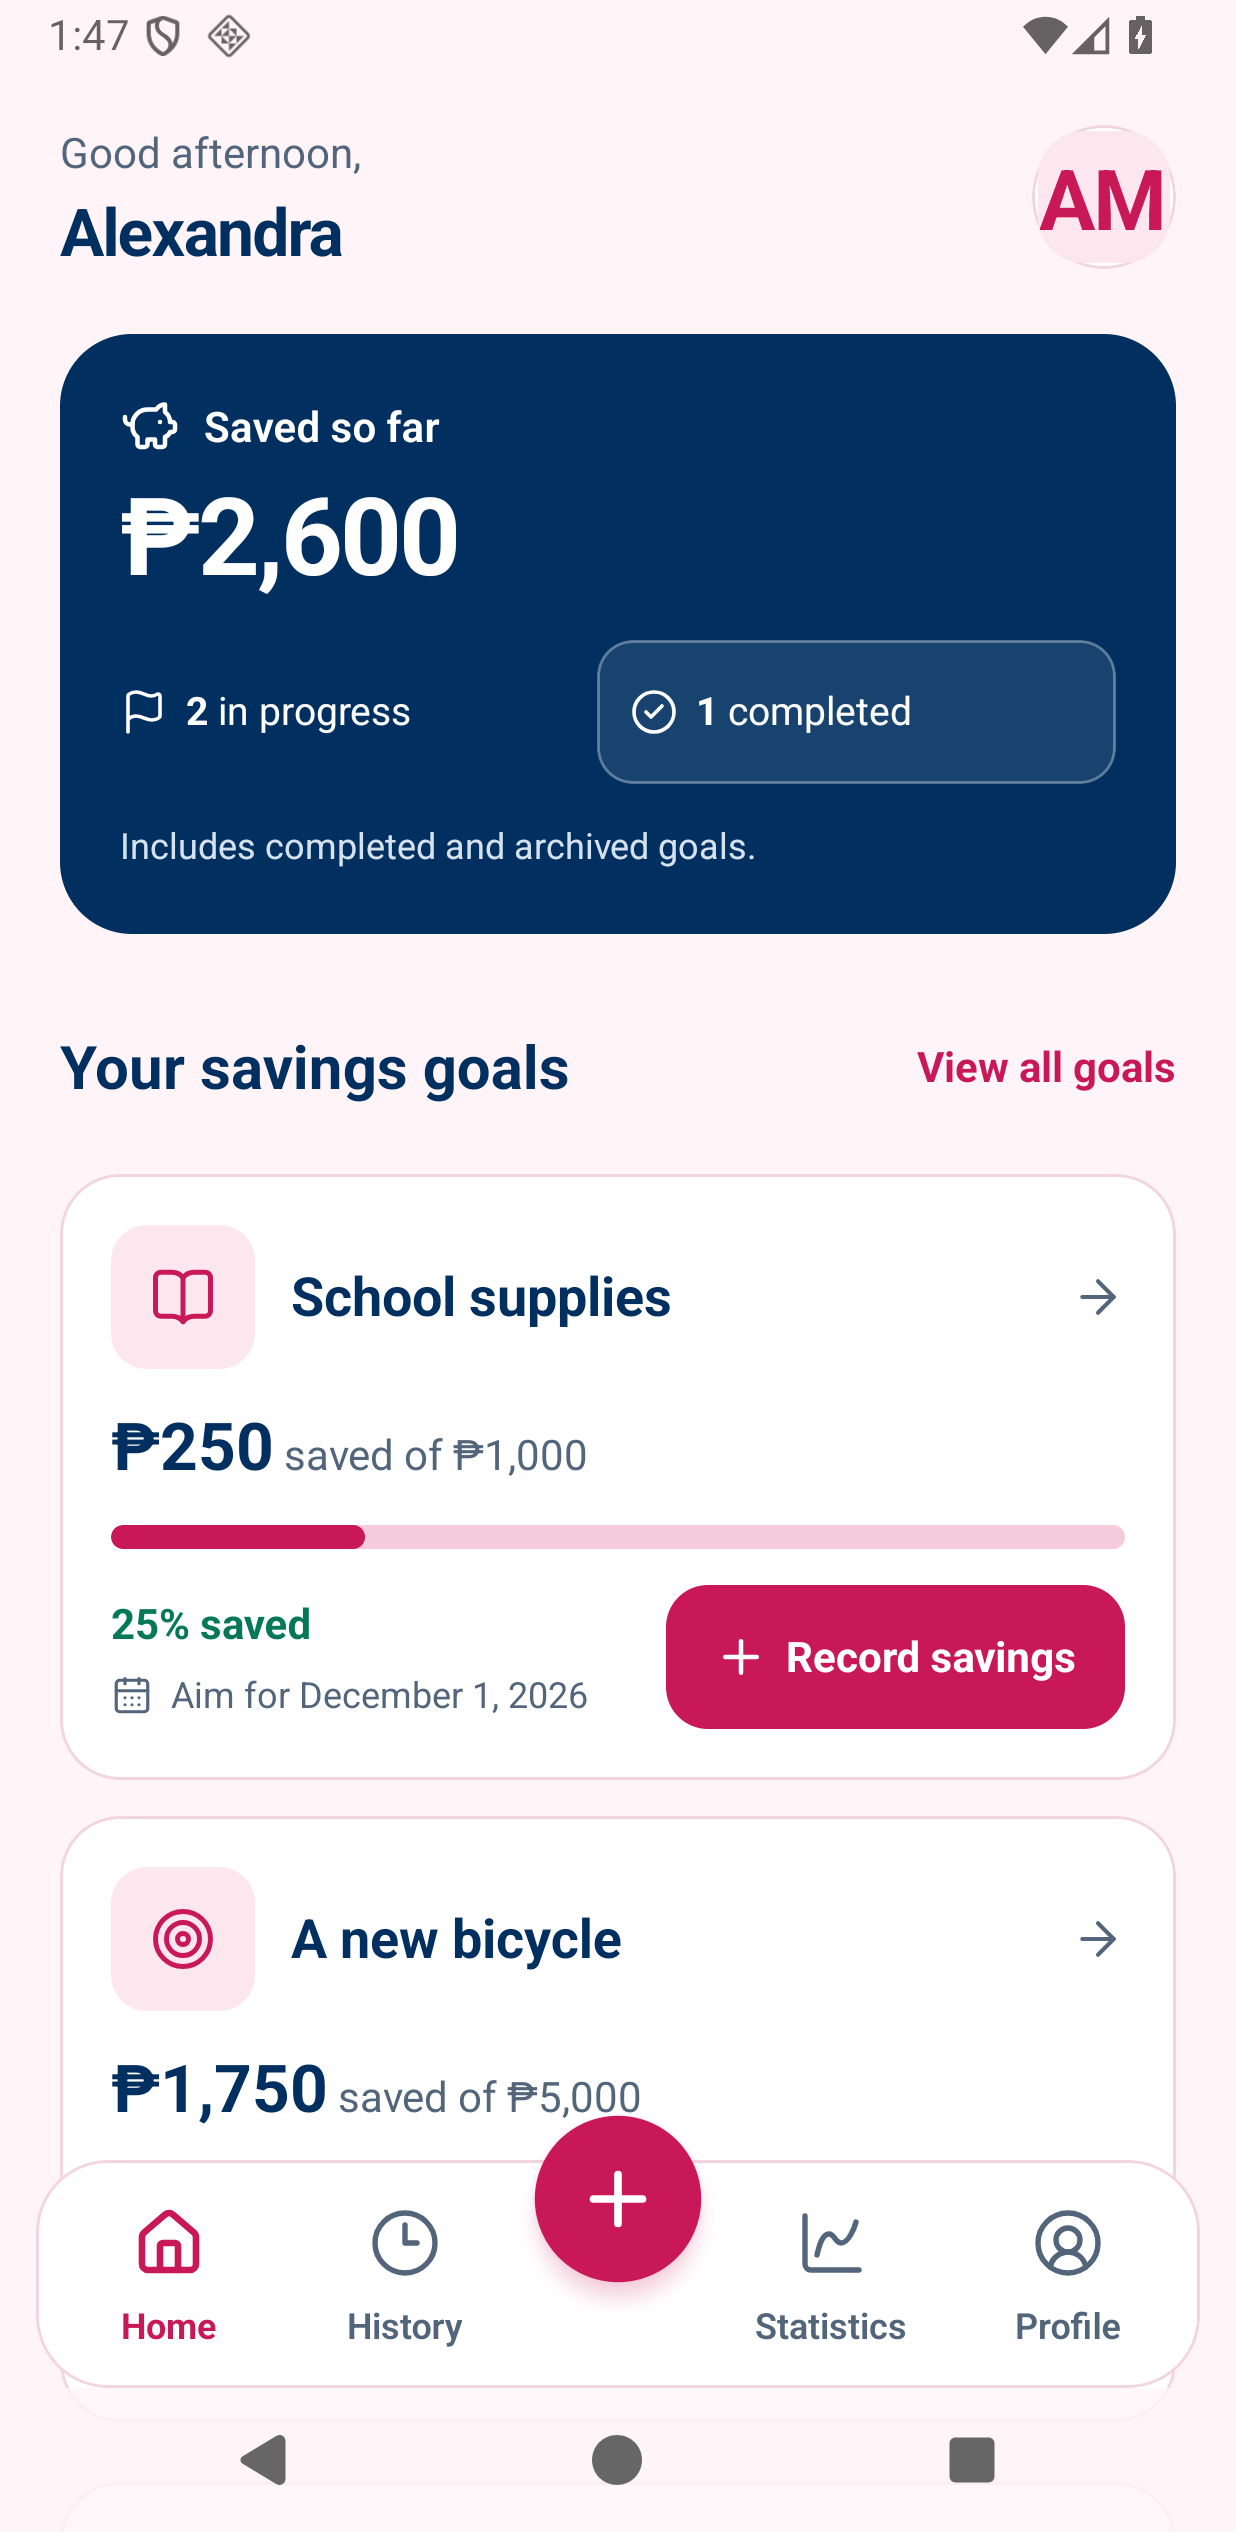 1:47
Good afternoon,
Alexandra
AM
Saved so far
₱2,600
2 in progress
1 completed
Includes completed and archived goals.
Your savings goals
View all goals
School supplies
₱250 saved of ₱1,000
25% saved
Aim for December 1, 2026
Record savings
A new bicycle
₱1,750 saved of ₱5,000
Home
History
Statistics
Profile